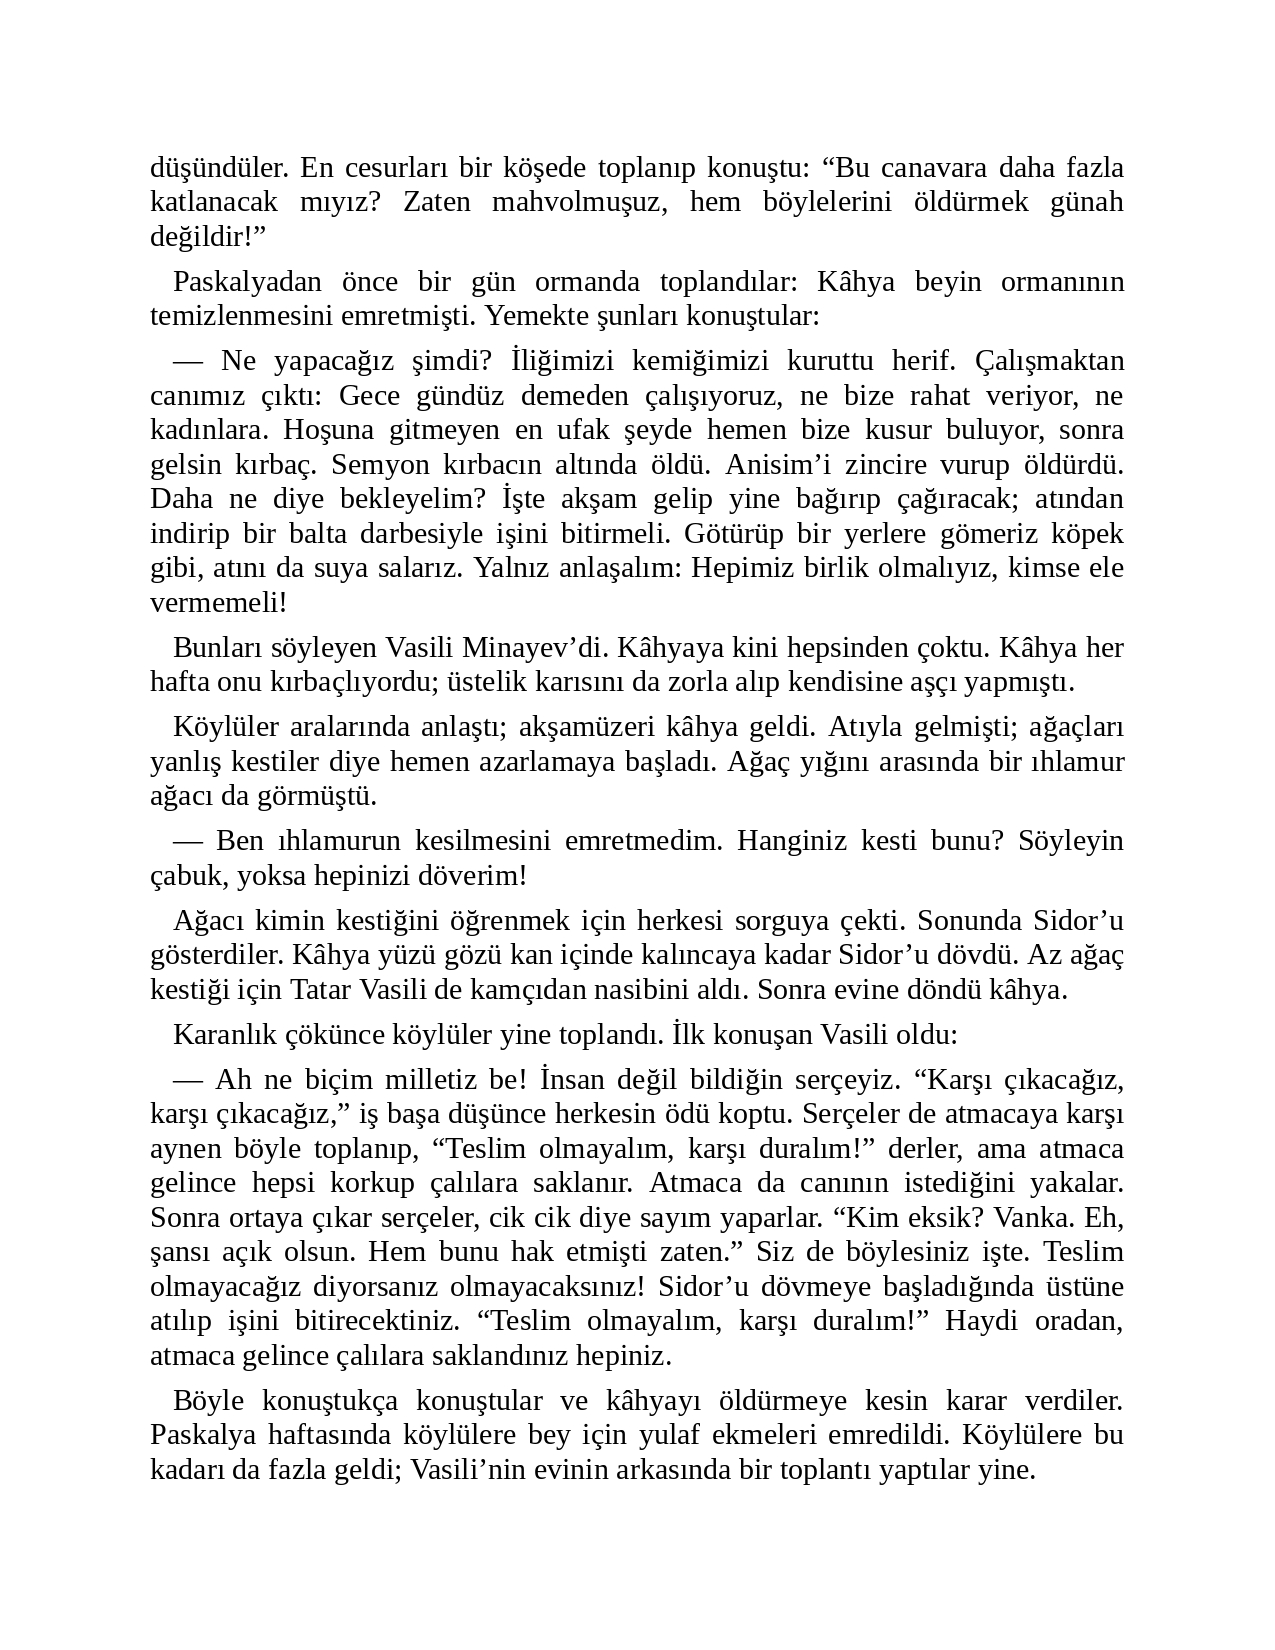 düşündüler. En cesurları bir köşede toplanıp konuştu: “Bu canavara daha fazla
katlanacak mıyız? Zaten mahvolmuşuz, hem böylelerini öldürmek günah
değildir!”
Paskalyadan önce bir gün ormanda toplandılar: Kâhya beyin ormanının
temizlenmesini emretmişti. Yemekte şunları konuştular:
— Ne yapacağız şimdi? İliğimizi kemiğimizi kuruttu herif. Çalışmaktan
canımız çıktı: Gece gündüz demeden çalışıyoruz, ne bize rahat veriyor, ne
kadınlara. Hoşuna gitmeyen en ufak şeyde hemen bize kusur buluyor, sonra
gelsin kırbaç. Semyon kırbacın altında öldü. Anisim’i zincire vurup öldürdü.
Daha ne diye bekleyelim? İşte akşam gelip yine bağırıp çağıracak; atından
indirip bir balta darbesiyle işini bitirmeli. Götürüp bir yerlere gömeriz köpek
gibi, atını da suya salarız. Yalnız anlaşalım: Hepimiz birlik olmalıyız, kimse ele
vermemeli!
Bunları söyleyen Vasili Minayev’di. Kâhyaya kini hepsinden çoktu. Kâhya her
hafta onu kırbaçlıyordu; üstelik karısını da zorla alıp kendisine aşçı yapmıştı.
Köylüler aralarında anlaştı; akşamüzeri kâhya geldi. Atıyla gelmişti; ağaçları
yanlış kestiler diye hemen azarlamaya başladı. Ağaç yığını arasında bir ıhlamur
ağacı da görmüştü.
— Ben ıhlamurun kesilmesini emretmedim. Hanginiz kesti bunu? Söyleyin
çabuk, yoksa hepinizi döverim!
Ağacı kimin kestiğini öğrenmek için herkesi sorguya çekti. Sonunda Sidor’u
gösterdiler. Kâhya yüzü gözü kan içinde kalıncaya kadar Sidor’u dövdü. Az ağaç
kestiği için Tatar Vasili de kamçıdan nasibini aldı. Sonra evine döndü kâhya.
Karanlık çökünce köylüler yine toplandı. İlk konuşan Vasili oldu:
— Ah ne biçim milletiz be! İnsan değil bildiğin serçeyiz. “Karşı çıkacağız,
karşı çıkacağız,” iş başa düşünce herkesin ödü koptu. Serçeler de atmacaya karşı
aynen böyle toplanıp, “Teslim olmayalım, karşı duralım!” derler, ama atmaca
gelince hepsi korkup çalılara saklanır. Atmaca da canının istediğini yakalar.
Sonra ortaya çıkar serçeler, cik cik diye sayım yaparlar. “Kim eksik? Vanka. Eh,
şansı açık olsun. Hem bunu hak etmişti zaten.” Siz de böylesiniz işte. Teslim
olmayacağız diyorsanız olmayacaksınız! Sidor’u dövmeye başladığında üstüne
atılıp işini bitirecektiniz. “Teslim olmayalım, karşı duralım!” Haydi oradan,
atmaca gelince çalılara saklandınız hepiniz.
Böyle konuştukça konuştular ve kâhyayı öldürmeye kesin karar verdiler.
Paskalya haftasında köylülere bey için yulaf ekmeleri emredildi. Köylülere bu
kadarı da fazla geldi; Vasili’nin evinin arkasında bir toplantı yaptılar yine.